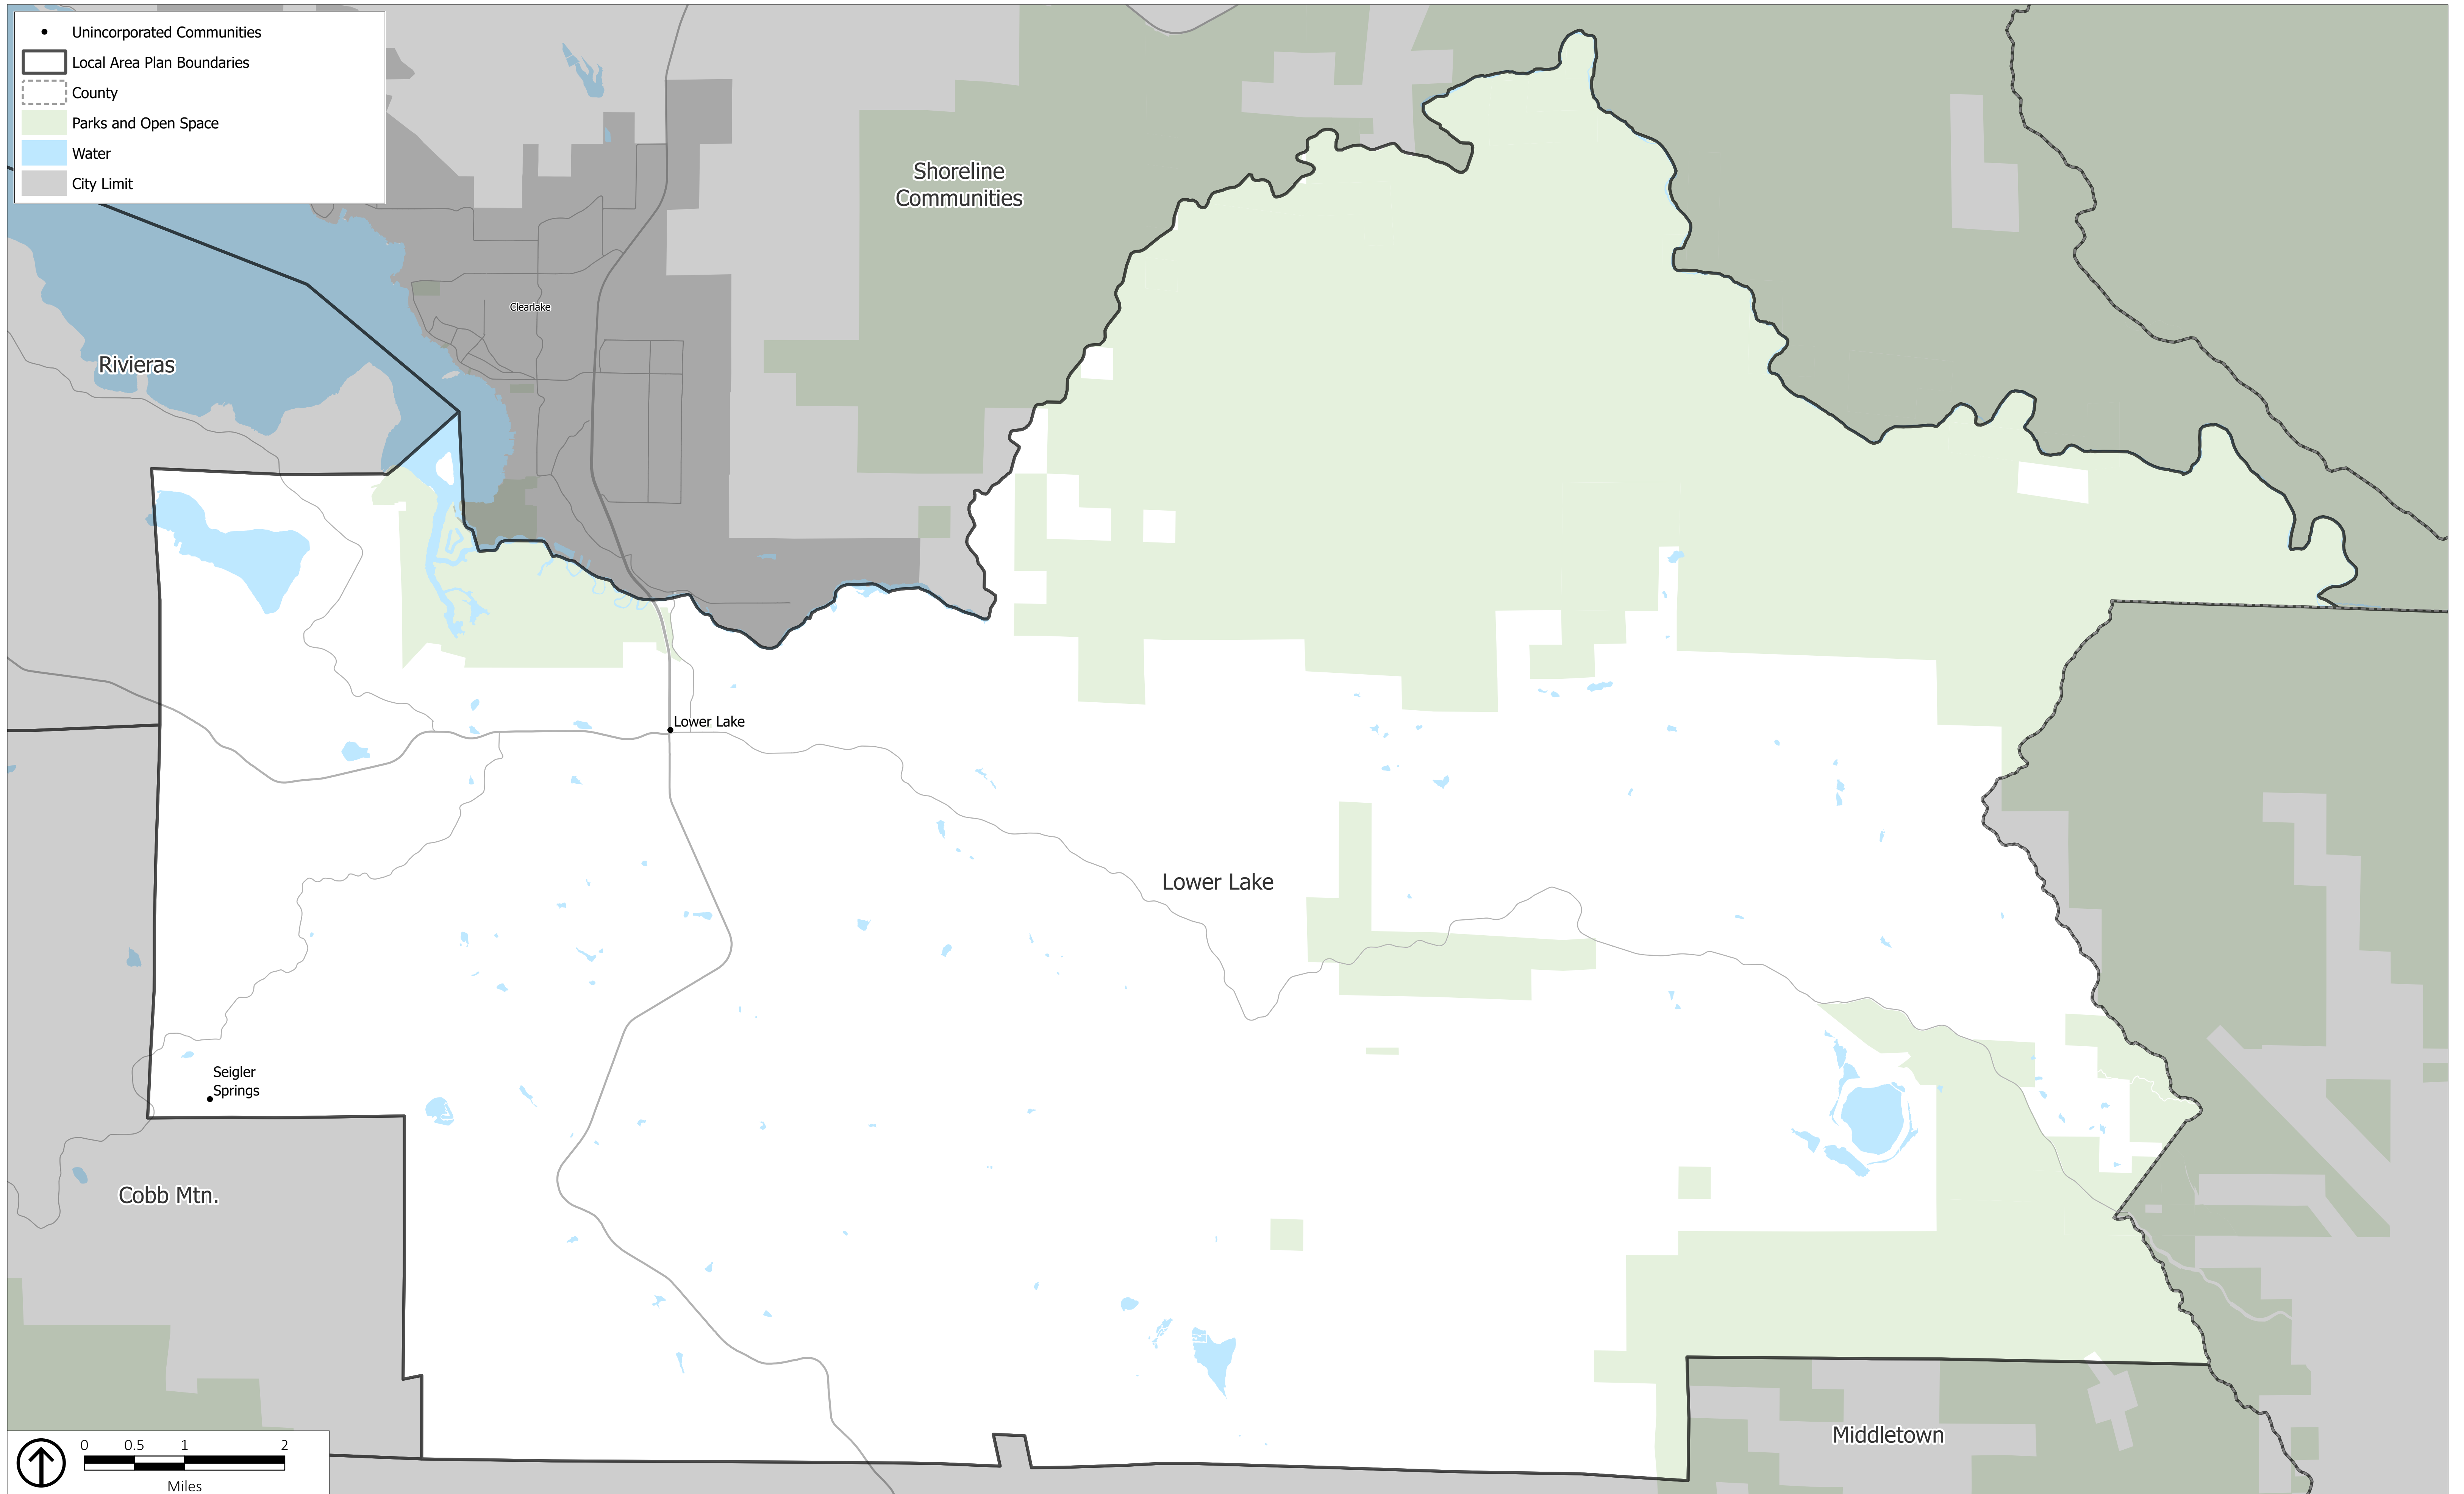 Unincorporated Communities
Local Area Plan Boundaries
County
Parks and Open Space
Water
City Limit
Shoreline
Communities
Clearlake
Rivieras
Lower Lake
Lower Lake
Seigler
Springs
Cobb Mtn.
Middletown
0 0.5 1 2
Miles